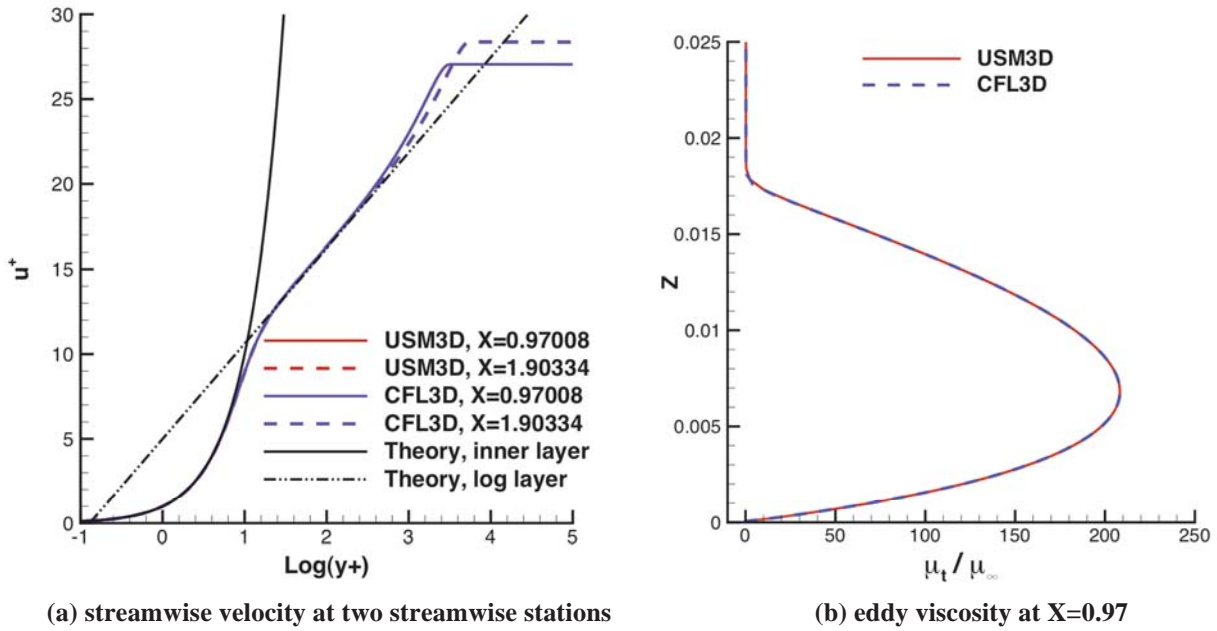 30
25
20
15
10
5
0
u+
-1 0 1 2 3 4 5
Log(y+)
USM3D, X=0.97008
USM3D, X=1.90334
CFL3D, X=0.97008
CFL3D, X=1.90334
Theory, inner layer
Theory, log layer
(a) streamwise velocity at two streamwise stations
0.025
0.02
0.015
0.01
0.005
0
Z
0 50 100 150 200 250
μt / μ∞
USM3D
CFL3D
(b) eddy viscosity at X=0.97